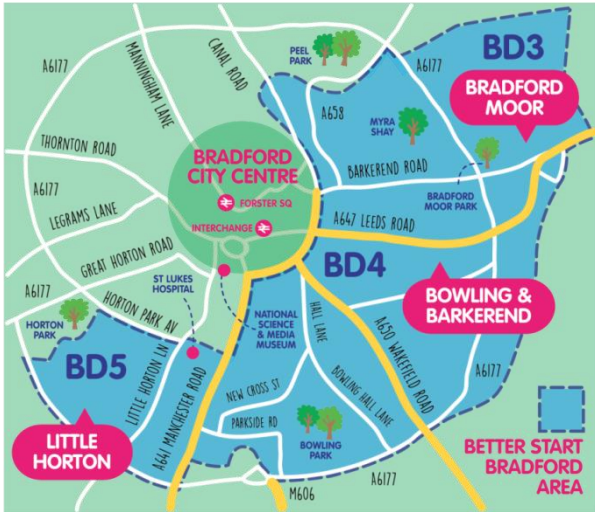 BD3
PEEL
PARK
A6177
A6177
MANNINGHAM LANE
CANAL ROAD
BRADFORD
MOOR
A658
MYRA
SHAY
THORNTON ROAD
BRADFORD
CITY CENTRE
BARKEREND ROAD
FORSTER SQ
BRADFORD
MOOR PARK
A6177
LEGRAMS LANE
INTERCHANGE
A647 LEEDS ROAD
GREAT HORTON ROAD
BD4
ST LUKES
HOSPITAL
A6177
HORTON PARK AV
BOWLING &
BARKEREND
HORTON
PARK
NATIONAL
SCIENCE
& MEDIA
MUSEUM
HALL LANE
A650 WAKEFIELD ROAD
BD5
LITTLE HORTON LN
A641 MANCHESTER ROAD
NEW CROSS ST
BOWLING HALL LANE
A6177
PARKSIDE RD
LITTLE
HORTON
BOWLING
PARK
BETTER START
BRADFORD
AREA
M606
A6177